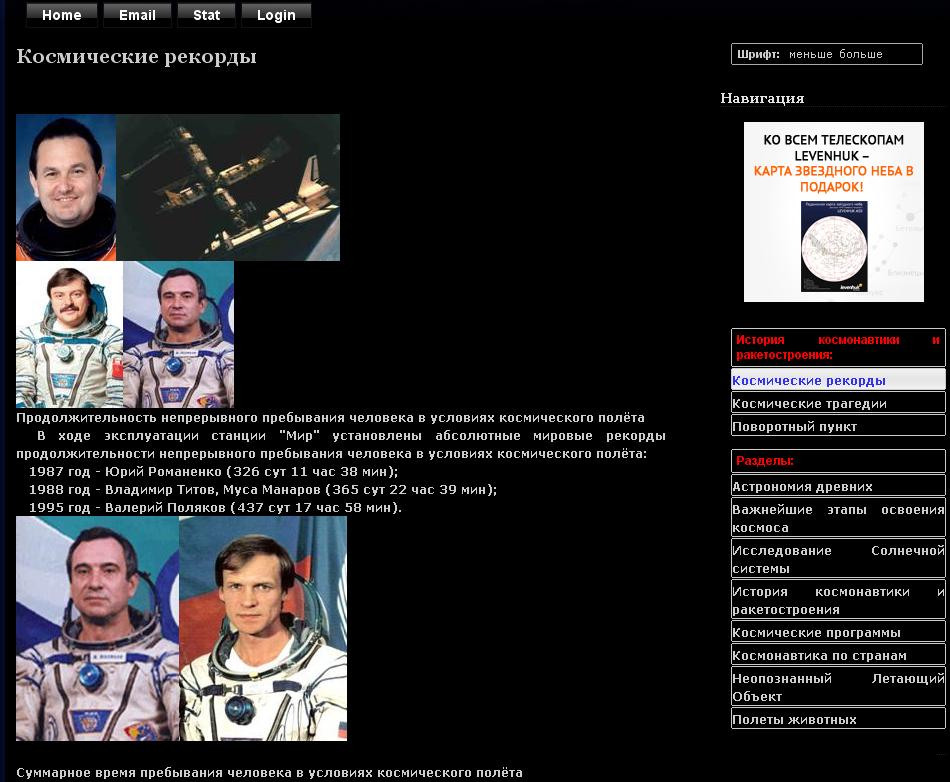 Home Email Stat Login
Космические рекорды
Продолжительность непрерывного пребывания человека в условиях космического полёта
В ходе эксплуатации станции "Мир" установлены абсолютные мировые рекорды
продолжительности непрерывного пребывания человека в условиях космического полёта:
1987 год - Юрий Романенко (326 сут 11 час 38 мин);
1988 год - Владимир Титов, Муса Манаров (365 сут 22 час 39 мин);
1995 год - Валерий Поляков (437 сут 17 час 58 мин).
Суммарное время пребывания человека в условиях космического полёта
Шрифт: меньше больше
Навигация
КО ВСЕМ ТЕЛЕСКОПАМ
LEVENHUK –
КАРТА ЗВЕЗДНОГО НЕБА В
ПОДАРОК!
levenhuk
История космонавтики и
ракетостроения:
Космические рекорды
Космические трагедии
Поворотный пункт
Разделы:
Астрономия древних
Важнейшие этапы освоения
космоса
Исследование Солнечной
системы
История космонавтики и
ракетостроения
Космические программы
Космонавтика по странам
Неопознанный Летающий
Объект
Полеты животных